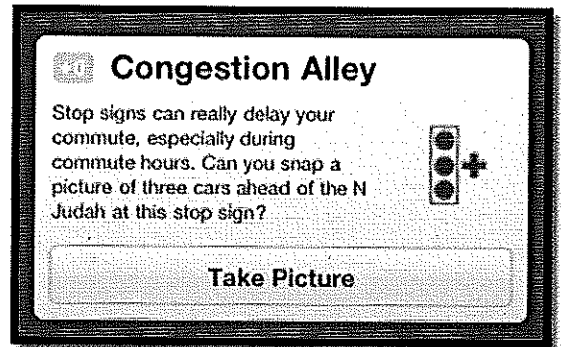 Congestion Alley
Stop signs can really delay your
commute, especially during
commute hours. Can you snap a
picture of three cars ahead of the N
Judah at this stop sign?
Take Picture